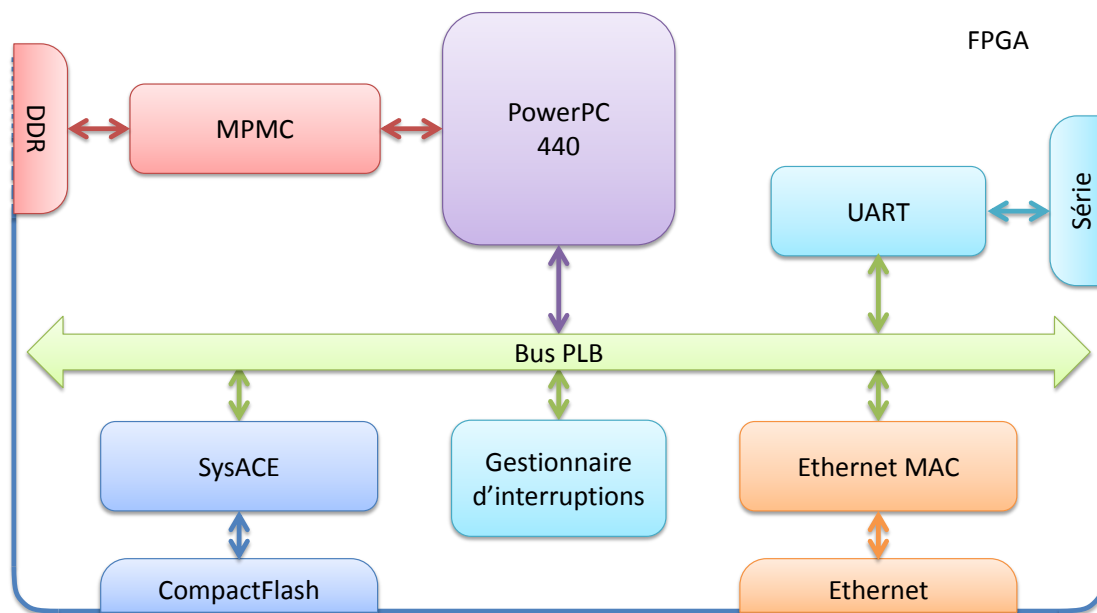 FPGA
DDR
MPMC
PowerPC
440
UART
Série
Bus PLB
SysACE
Gestionnaire
d’interruptions
Ethernet MAC
CompactFlash
Ethernet